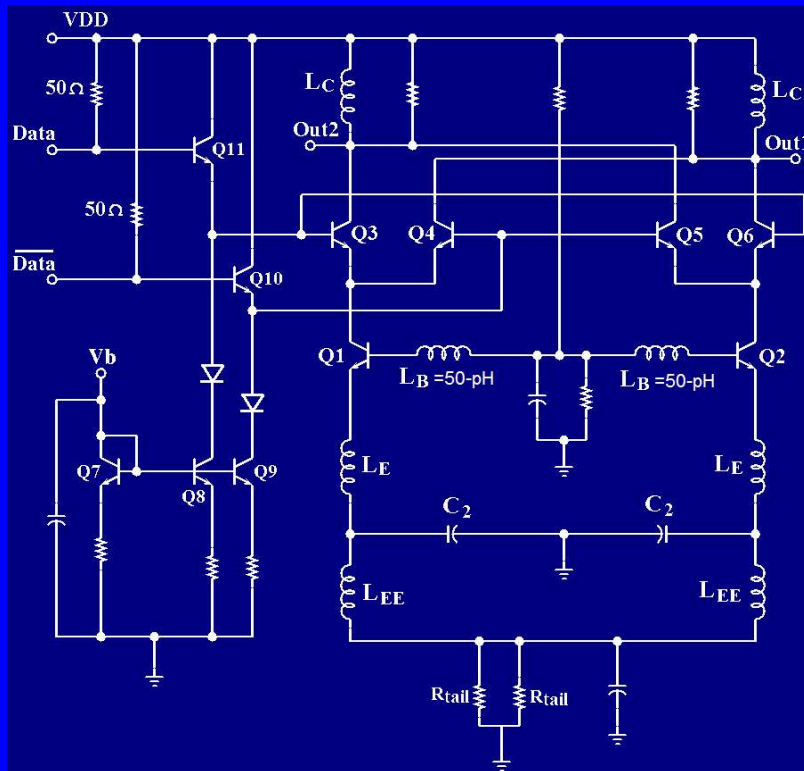 VDD
50Ω
Data
Q11
50Ω
Data
Q10
Vb
Q7
Q8
Q9
LC
LC
Out2
Out1
Q3
Q4
Q5
Q6
Q1
LB =50-pH
LB =50-pH
Q2
LE
LE
C2
C2
LEE
LEE
Rtail
Rtail